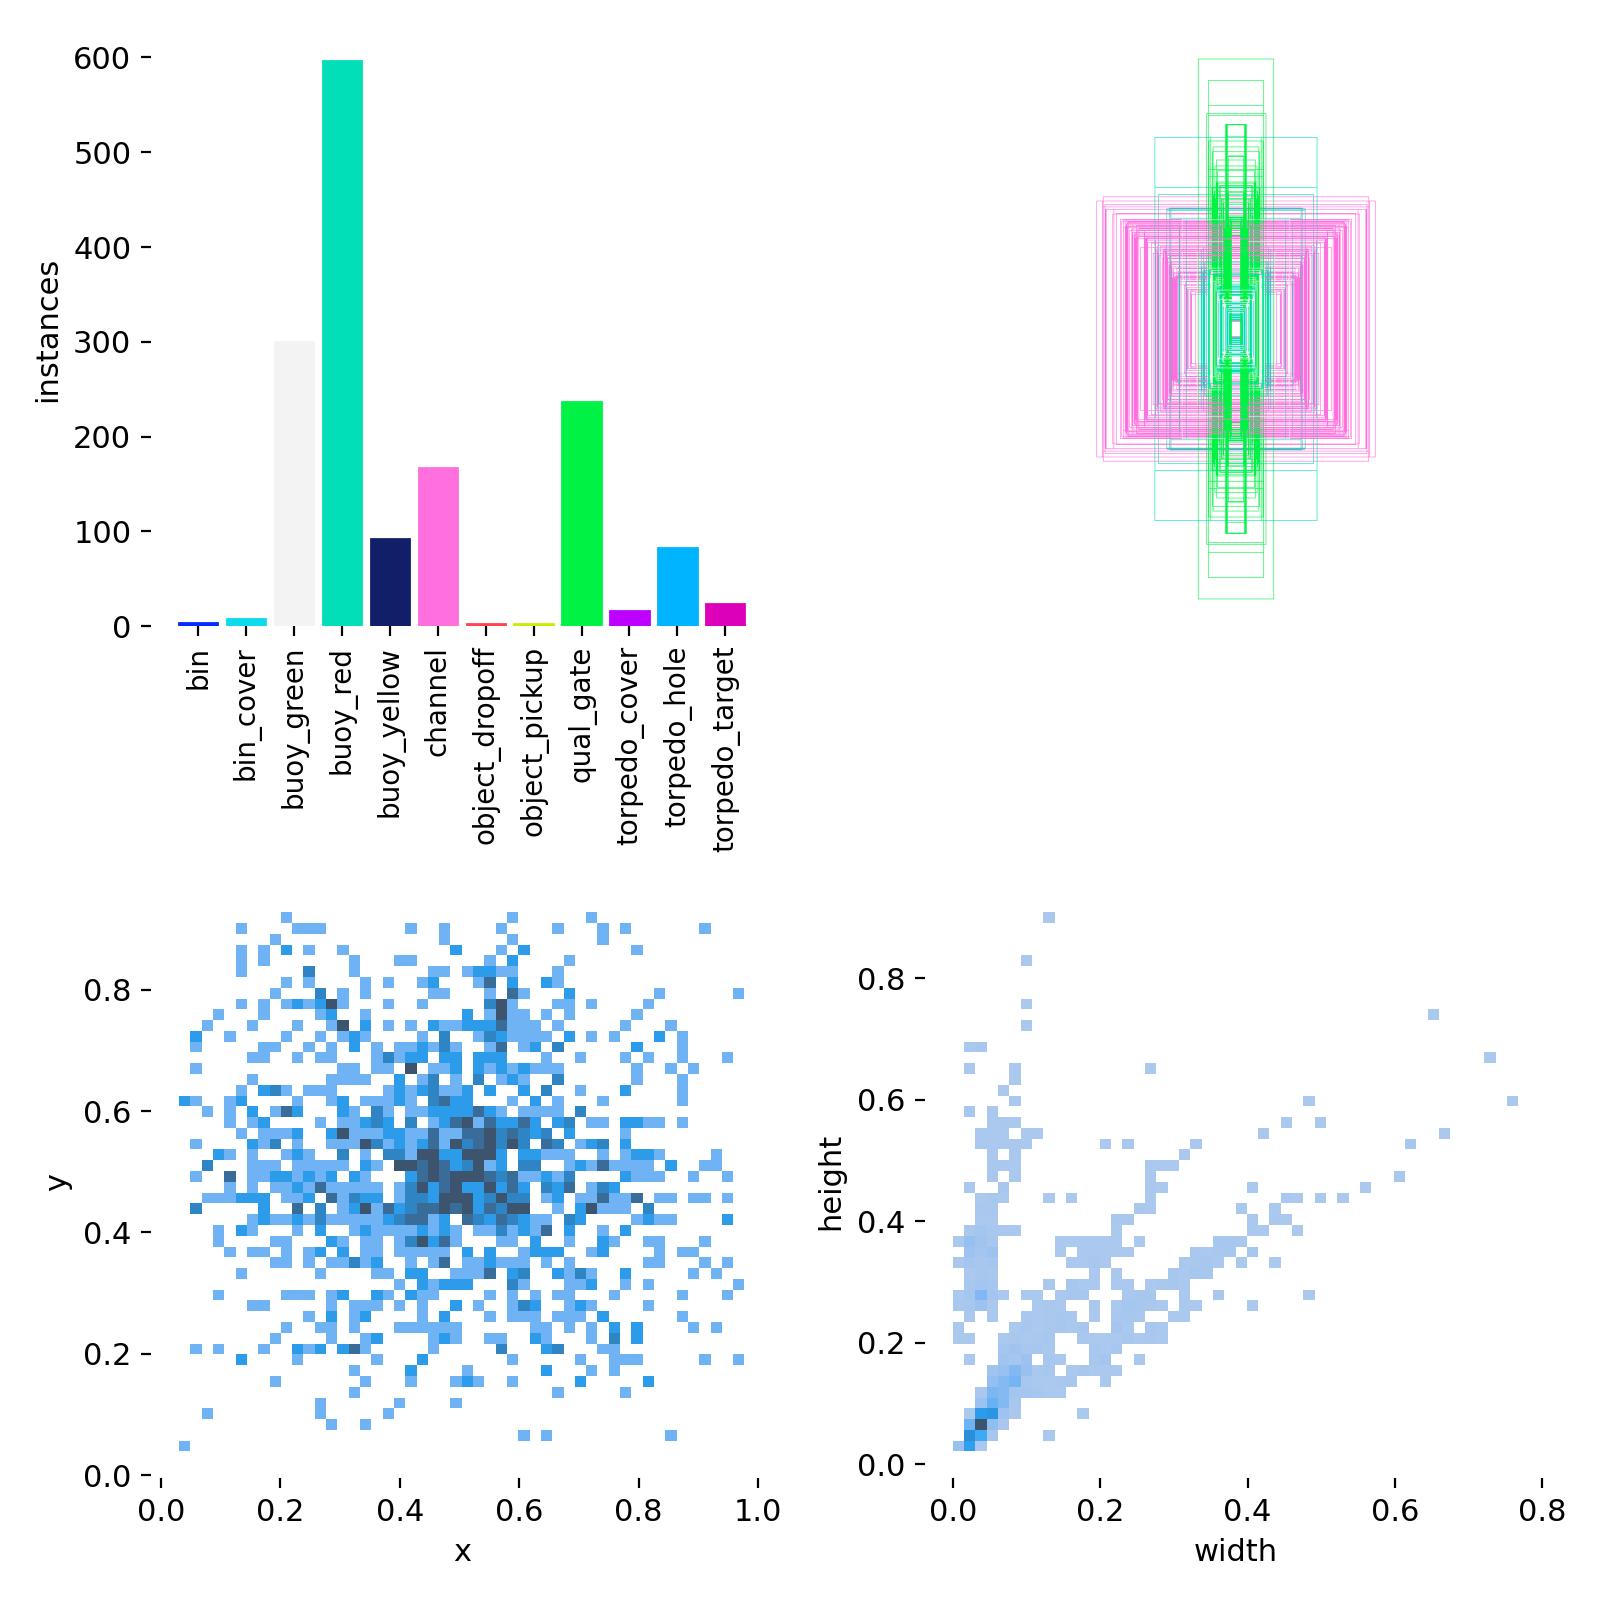 600
500
400
300
200
100
0
instances
bin
bin_cover
buoy_green
buoy_red
buoy_yellow
channel
object_dropoff
object_pickup
qual_gate
torpedo_cover
torpedo_hole
torpedo_target
0.8
0.6
0.4
0.2
0.0
y
0.0 0.2 0.4 0.6 0.8 1.0
x
0.8
0.6
0.4
0.2
0.0
height
0.0 0.2 0.4 0.6 0.8
width